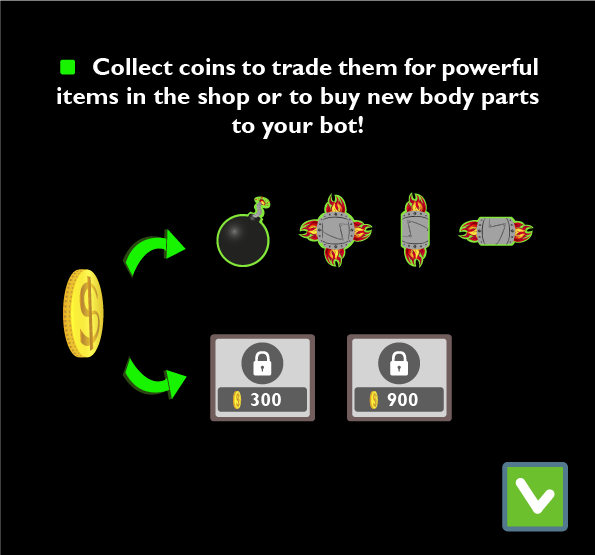 Collect coins to trade them for powerful
items in the shop or to buy new body parts
to your bot!
$
300
900